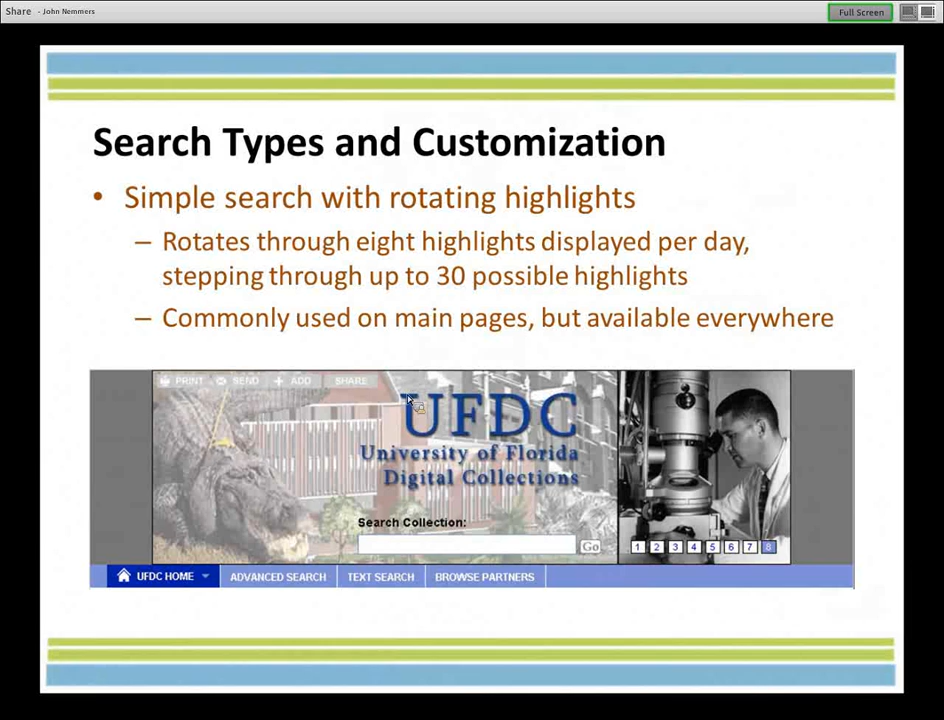 Share - John Nemmers
Full Screen
Search Types and Customization
• Simple search with rotating highlights
– Rotates through eight highlights displayed per day,
stepping through up to 30 possible highlights
– Commonly used on main pages, but available everywhere
PRINT SEND + ADD SHARE
UFDC
University of Florida
Digital Collections
Search Collection:
Go
1 2 3 4 5 6 7 8
UFDC HOME ADVANCED SEARCH TEXT SEARCH BROWSE PARTNERS